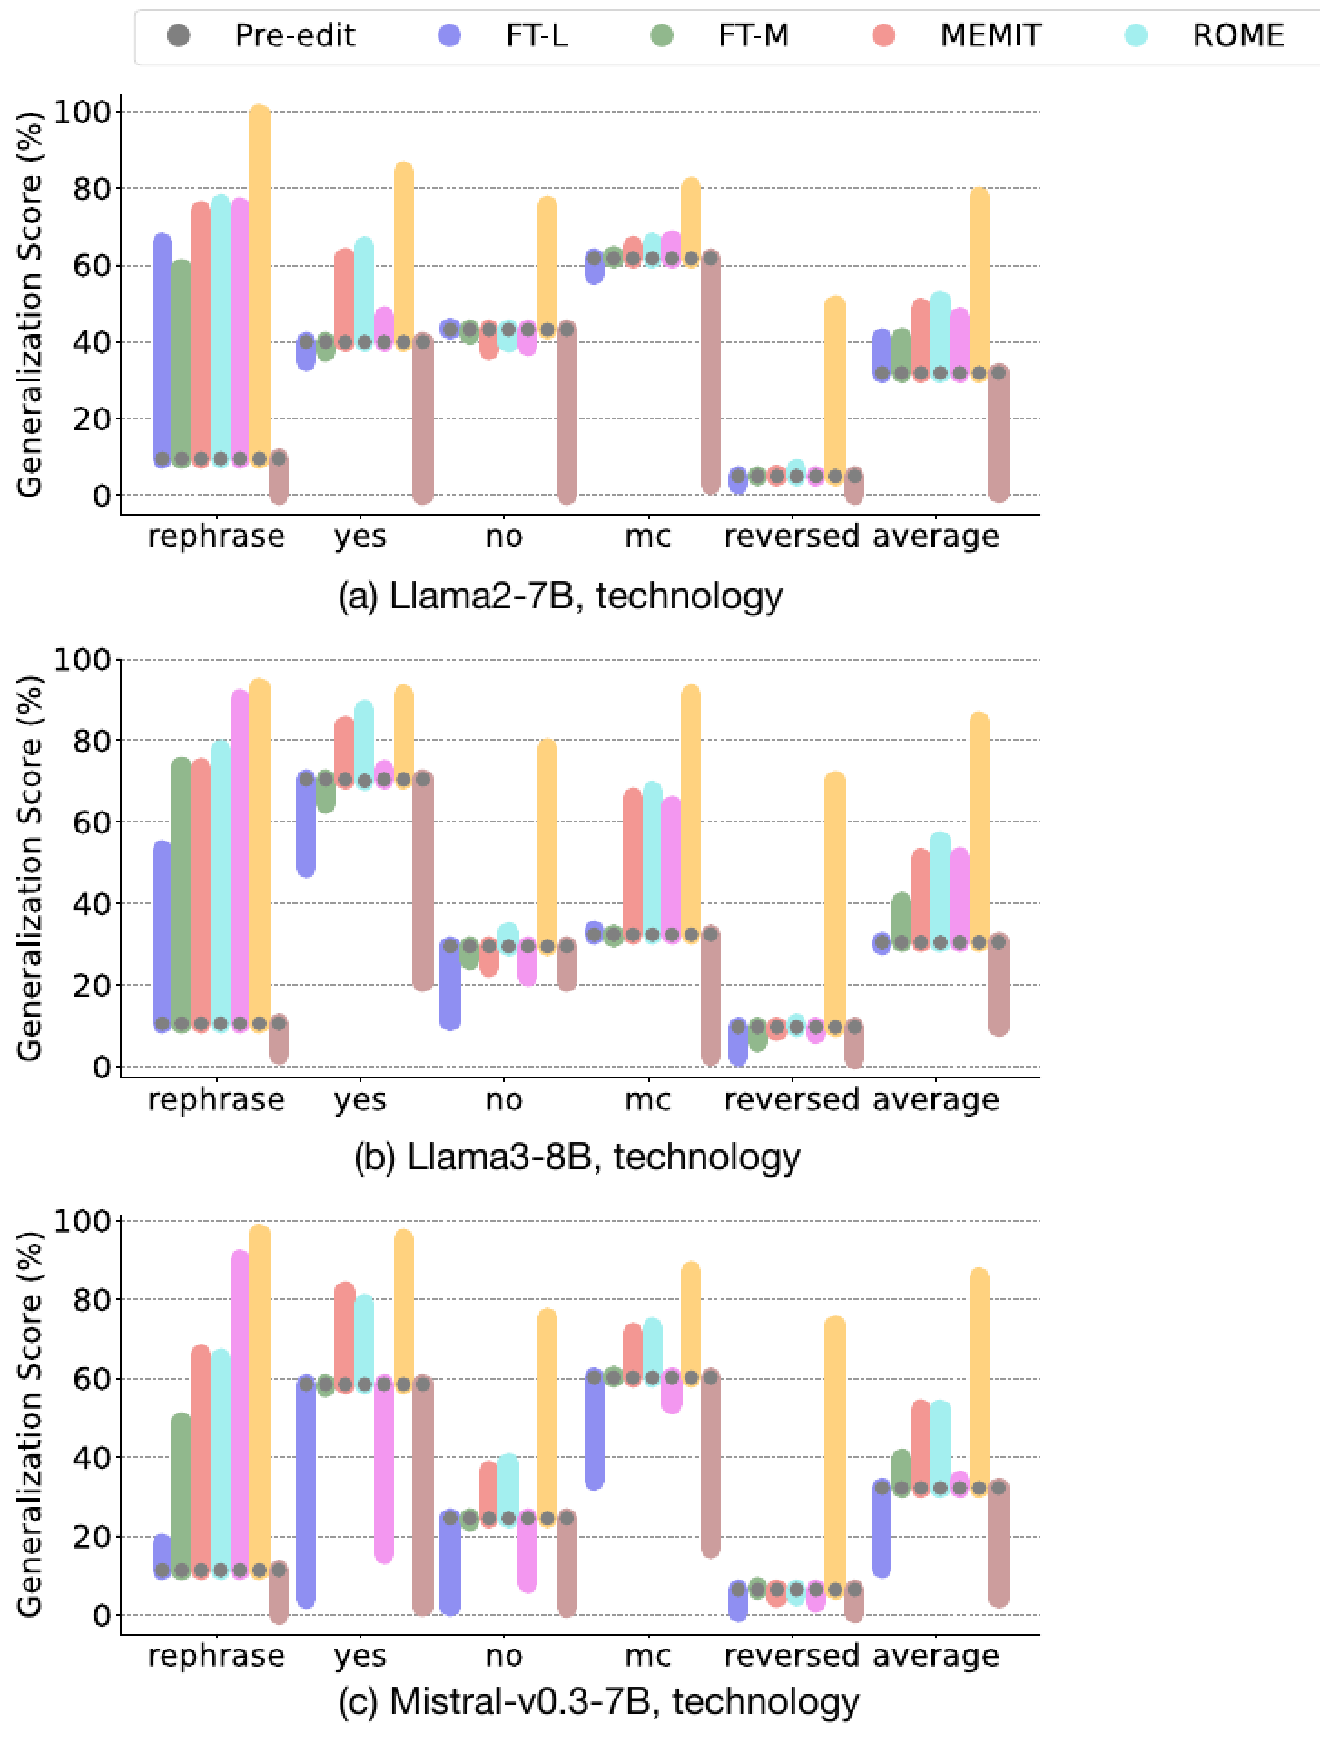 Pre-edit FT-L FT-M MEMIT ROME
Generalization Score (%)
100
80
60
40
20
0
rephrase yes no mc reversed average
(a) Llama2-7B, technology
Generalization Score (%)
100
80
60
40
20
0
rephrase yes no mc reversed average
(b) Llama3-8B, technology
Generalization Score (%)
100
80
60
40
20
0
rephrase yes no mc reversed average
(c) Mistral-v0.3-7B, technology